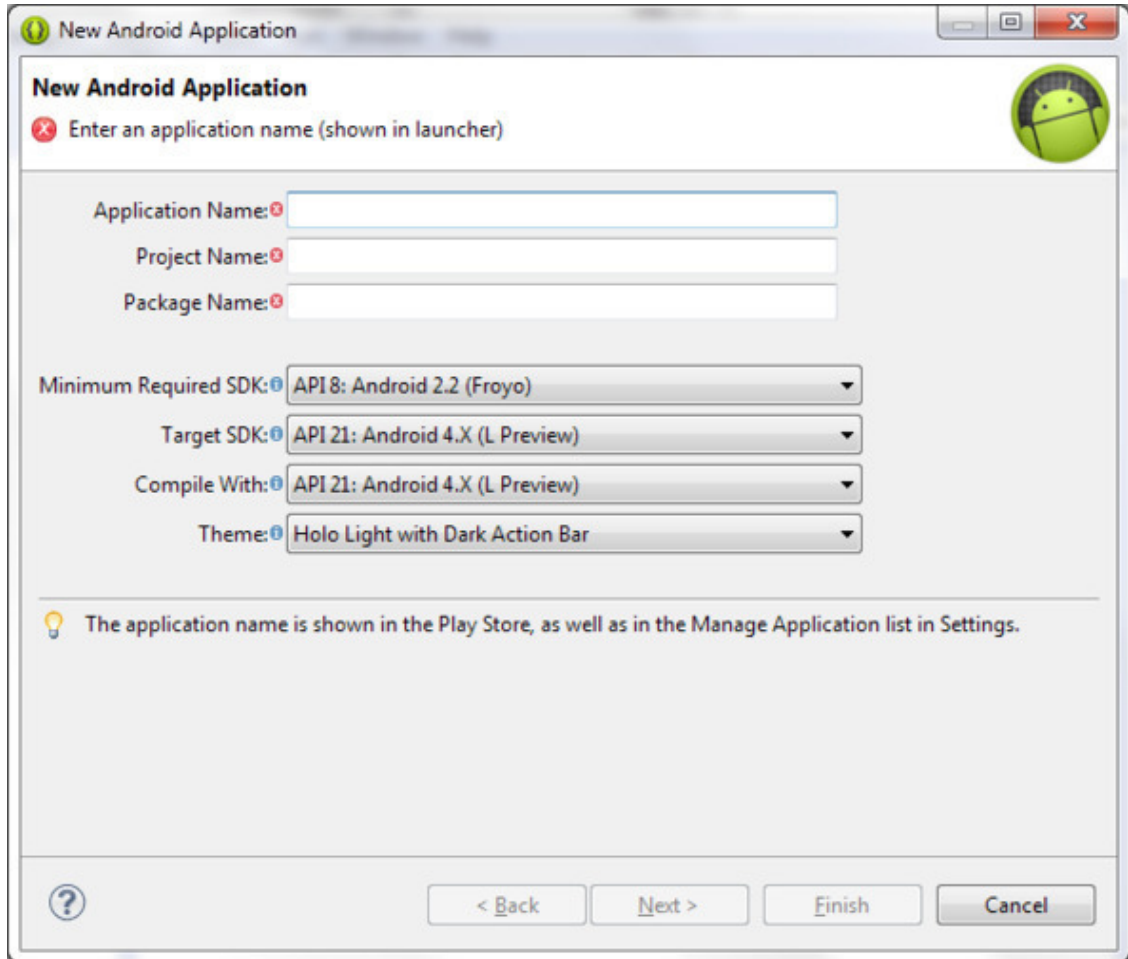 New Android Application
New Android Application
Enter an application name (shown in launcher)
Application Name:
Project Name:
Package Name:
Minimum Required SDK: API 8: Android 2.2 (Froyo)
Target SDK: API 21: Android 4.X (L Preview)
Compile With: API 21: Android 4.X (L Preview)
Theme: Holo Light with Dark Action Bar
The application name is shown in the Play Store, as well as in the Manage Application list in Settings.
< Back Next > Finish Cancel